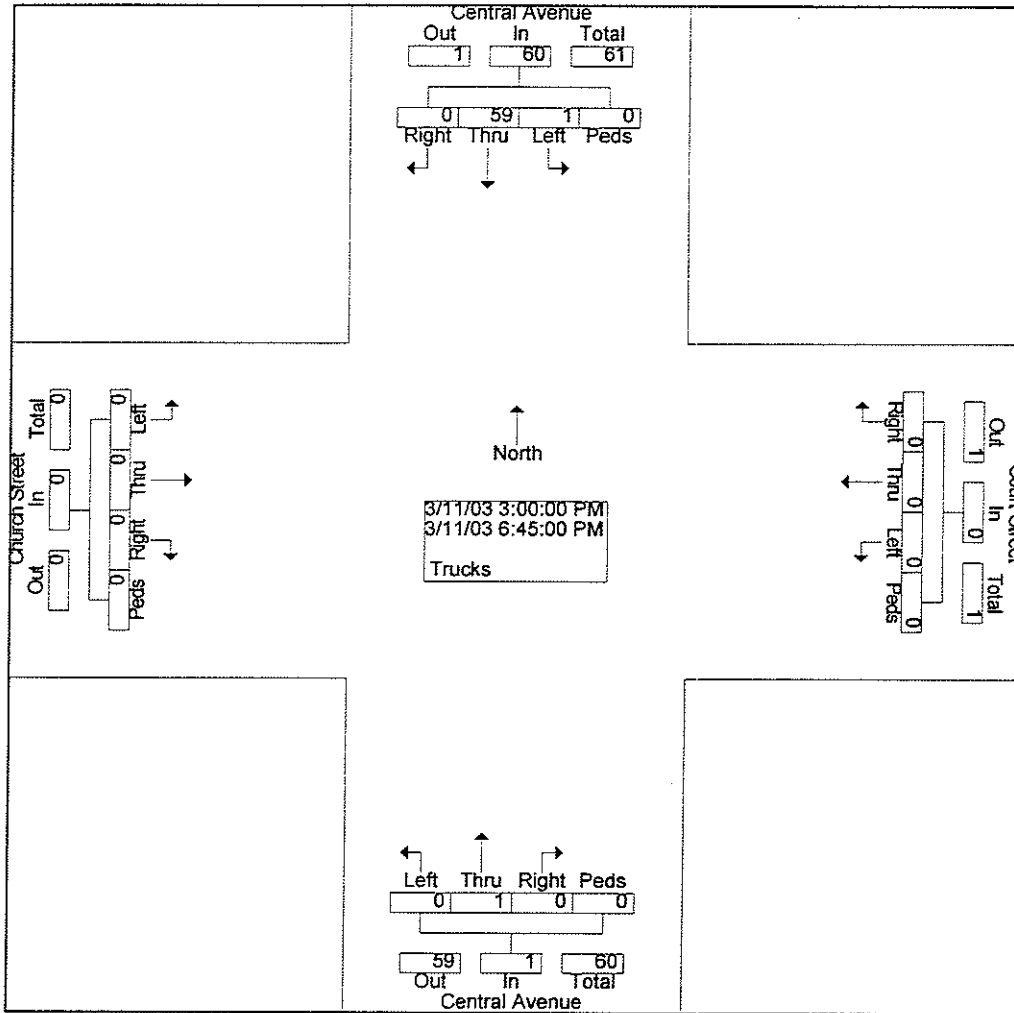 Central Avenue
Out In Total
1 60 61
0 59 1 0
Right Thru Left Peds
Church Street
Total In Out
0 0 0
0 0 0 0
Left Thru Right Peds
North
3/11/03 3:00:00 PM
3/11/03 6:45:00 PM
Trucks
Right Thru Left Peds
0 0 0 0
1 0 1
Out In Total
Street
Left Thru Right Peds
0 1 0 0
59 1 60
Out In Total
Central Avenue